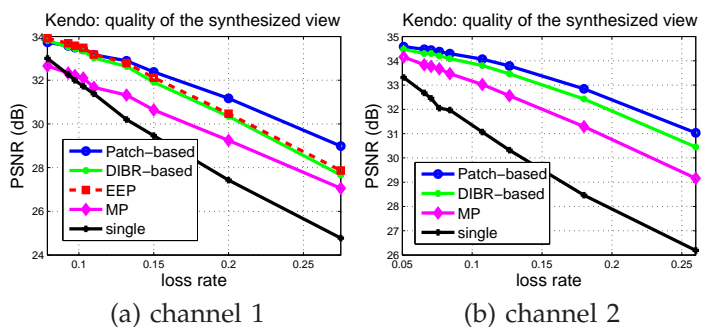 Kendo: quality of the synthesized view
34
32
30
28
26
24
PSNR (dB)
Patch−based
DIBR−based
EEP
MP
single
0.1
0.15
0.2
0.25
loss rate
(a) channel 1
Kendo: quality of the synthesized view
35
34
33
32
31
30
29
28
27
26
PSNR (dB)
Patch−based
DIBR−based
MP
single
0.05
0.1
0.15
0.2
0.25
loss rate
(b) channel 2